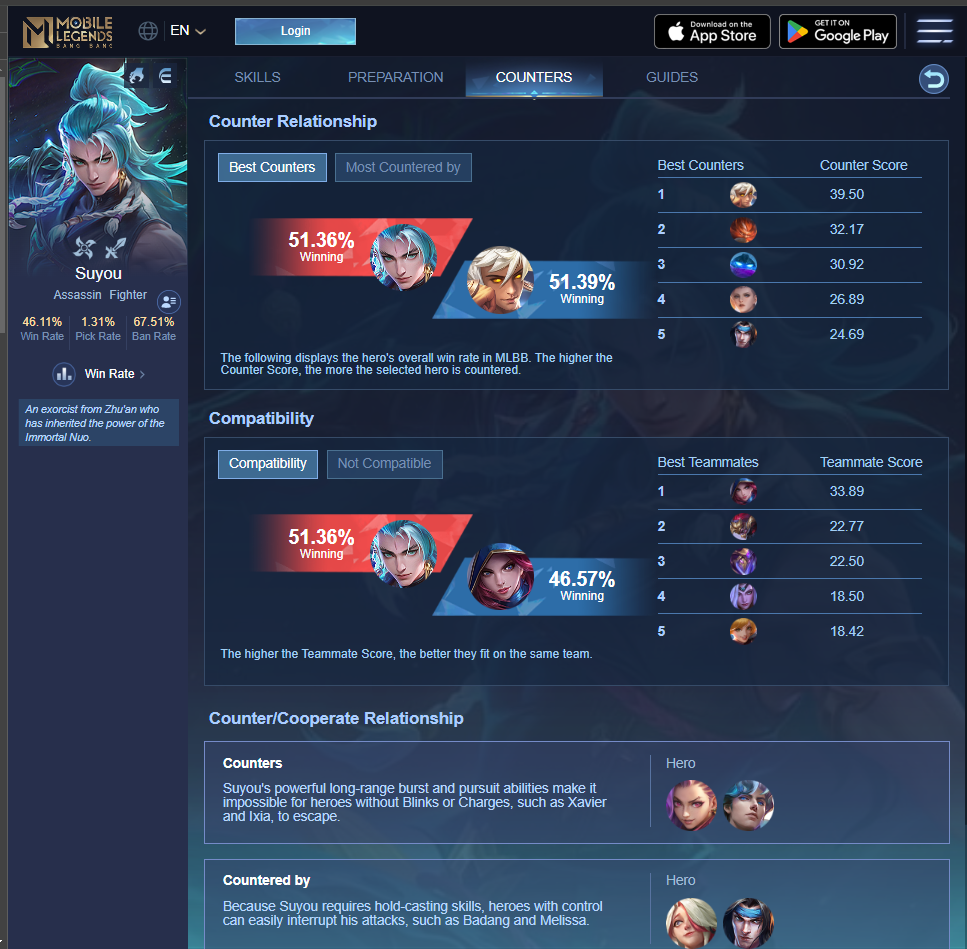 MOBILE
LEGENDS
BANG BANG
EN
Login
Download on the
App Store
GET IT ON
Google Play
SKILLS
PREPARATION
COUNTERS
GUIDES
Suyou
Assassin Fighter
46.11% 1.31% 67.51%
Win Rate Pick Rate Ban Rate
Win Rate >
An exorcist from Zhu'an who
has inherited the power of the
Immortal Nuo.
Counter Relationship
Best Counters
Most Countered by
51.36%
Winning
51.39%
Winning
The following displays the hero's overall win rate in MLBB. The higher the
Counter Score, the more the selected hero is countered.
Best Counters Counter Score
1 39.50
2 32.17
3 30.92
4 26.89
5 24.69
Compatibility
Compatibility
Not Compatible
51.36%
Winning
46.57%
Winning
The higher the Teammate Score, the better they fit on the same team.
Best Teammates Teammate Score
1 33.89
2 22.77
3 22.50
4 18.50
5 18.42
Counter/Cooperate Relationship
Counters
Suyou's powerful long-range burst and pursuit abilities make it
impossible for heroes without Blinks or Charges, such as Xavier
and Ixia, to escape.
Hero
Countered by
Because Suyou requires hold-casting skills, heroes with control
can easily interrupt his attacks, such as Badang and Melissa.
Hero